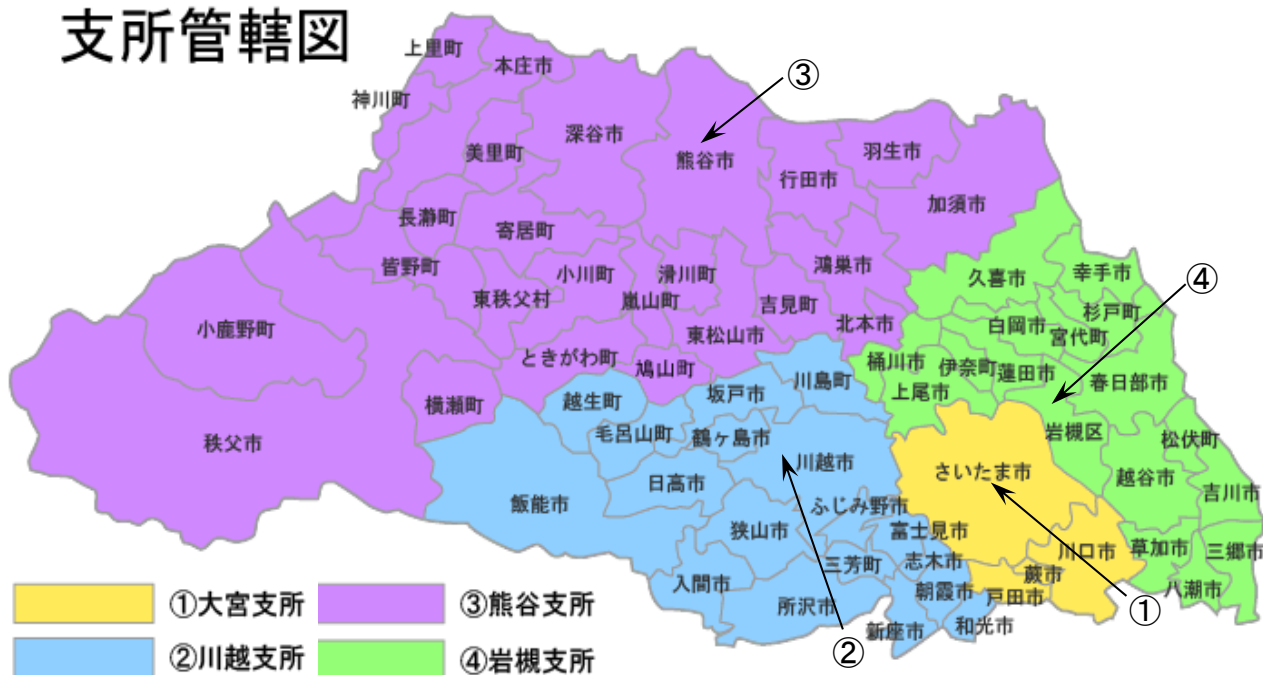 支所管轄図
上里町
本庄市
③
神川町
深谷市
羽生市
美里町
熊谷市
行田市
加須市
長瀞町
寄居町
皆野町
小川町
滑川町
鴻巣市
久喜市
幸手市
④
東秩父村
嵐山町
吉見町
杉戸町
小鹿野町
東松山市
北本市
白岡市
宮代町
ときがわ町
鳩山町
桶川市
伊奈町
蓮田市
横瀬町
越生町
坂戸市
川島町
上尾市
春日部市
毛呂山町
鶴ヶ島市
岩槻区
松伏町
秩父市
川越市
さいたま市
越谷市
日高市
飯能市
ふじみ野市
吉川市
狭山市
富士見市
川口市
草加市
三郷市
三芳町
志木市
蕨市
入間市
朝霞市
戸田市
八潮市
所沢市
新座市
和光市
①
②
①大宮支所
③熊谷支所
②川越支所
④岩槻支所